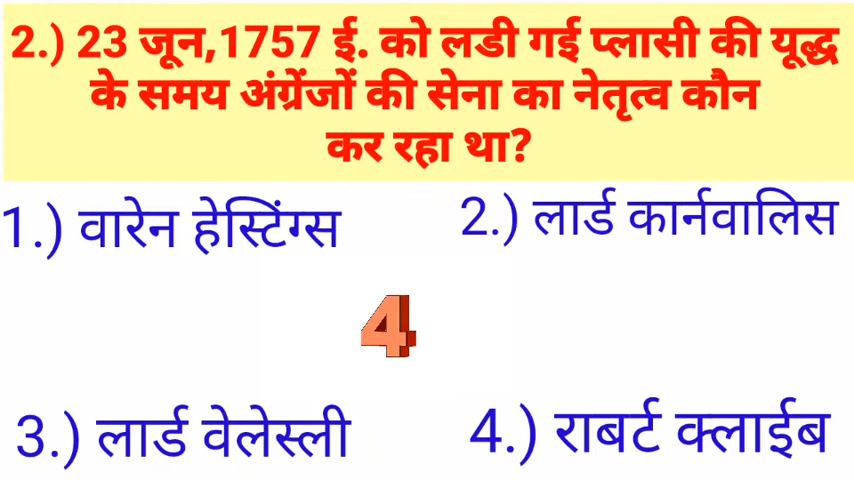 2.) 23 जून,1757 ई. को लडी गई प्लासी की यूद्ध
के समय अंग्रेंजों की सेना का नेतृत्व कौन
कर रहा था?
1.) वारेन हेस्टिंग्स
2.) लार्ड कार्नवालिस
4
3.) लार्ड वेलेस्ली
4.) राबर्ट क्लाईब